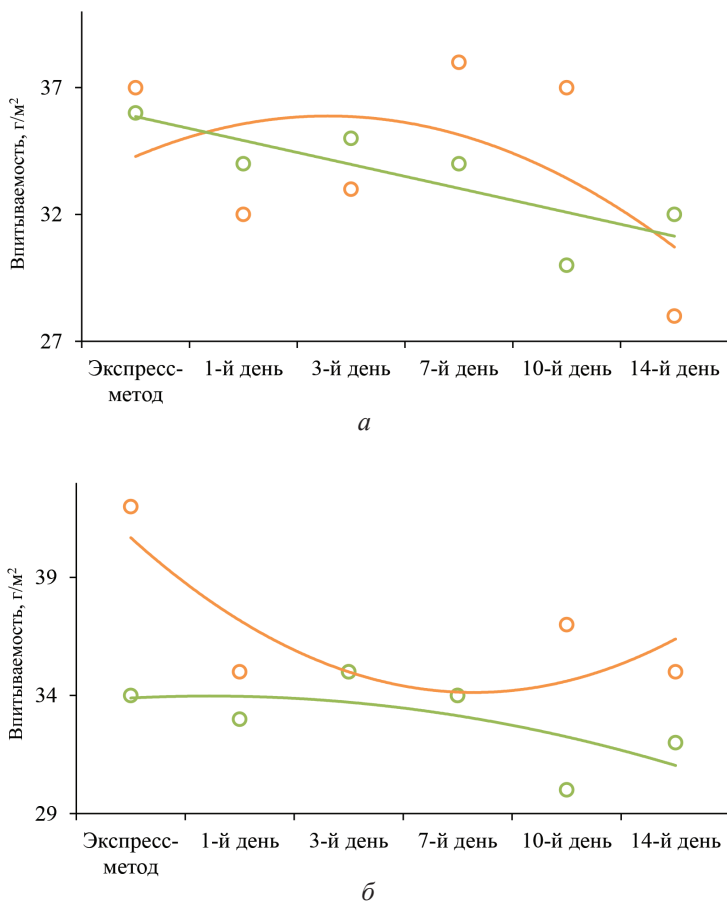 Впитываемость, г/м²
37
32
27
Экспресс-
метод
1-й день
3-й день
7-й день
10-й день
14-й день
а
Впитываемость, г/м²
39
34
29
Экспресс-
метод
1-й день
3-й день
7-й день
10-й день
14-й день
б